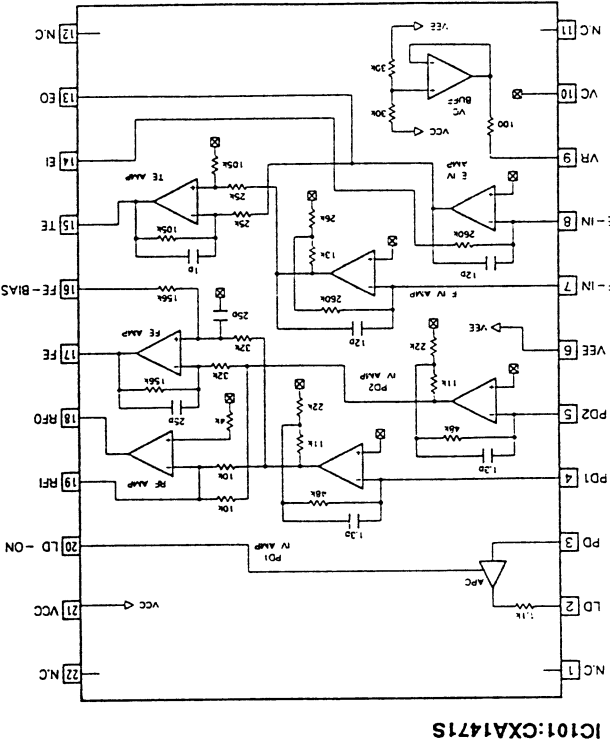 IC101:CXA1471S
1 N.C
2 LD
3 PD
4 PD1
5 PD2
6 VEE
7 F-IN
8 E-IN
9 VR
10 VC
11 N.C
22 N.C
21 VCC
20 LD-ON
19 RFI
18 RFO
17 FE
16 FE-BIAS
15 TE
14 EI
13 EO
12 N.C
1.1k
APC
VCC
PD1
IV AMP
1.3p
48k
11k
22k
10k
10k
RF AMP
4k
1.3p
48k
11k
22k
PD2
IV AMP
VEE
25p
156k
32k
32k
FE AMP
25p
156k
12p
260k
13k
26k
F IV AMP
12p
260k
E IV
AMP
1p
105k
25k
25k
105k
TE AMP
100
VC
BUFF
VCC
30k
30k
VEE